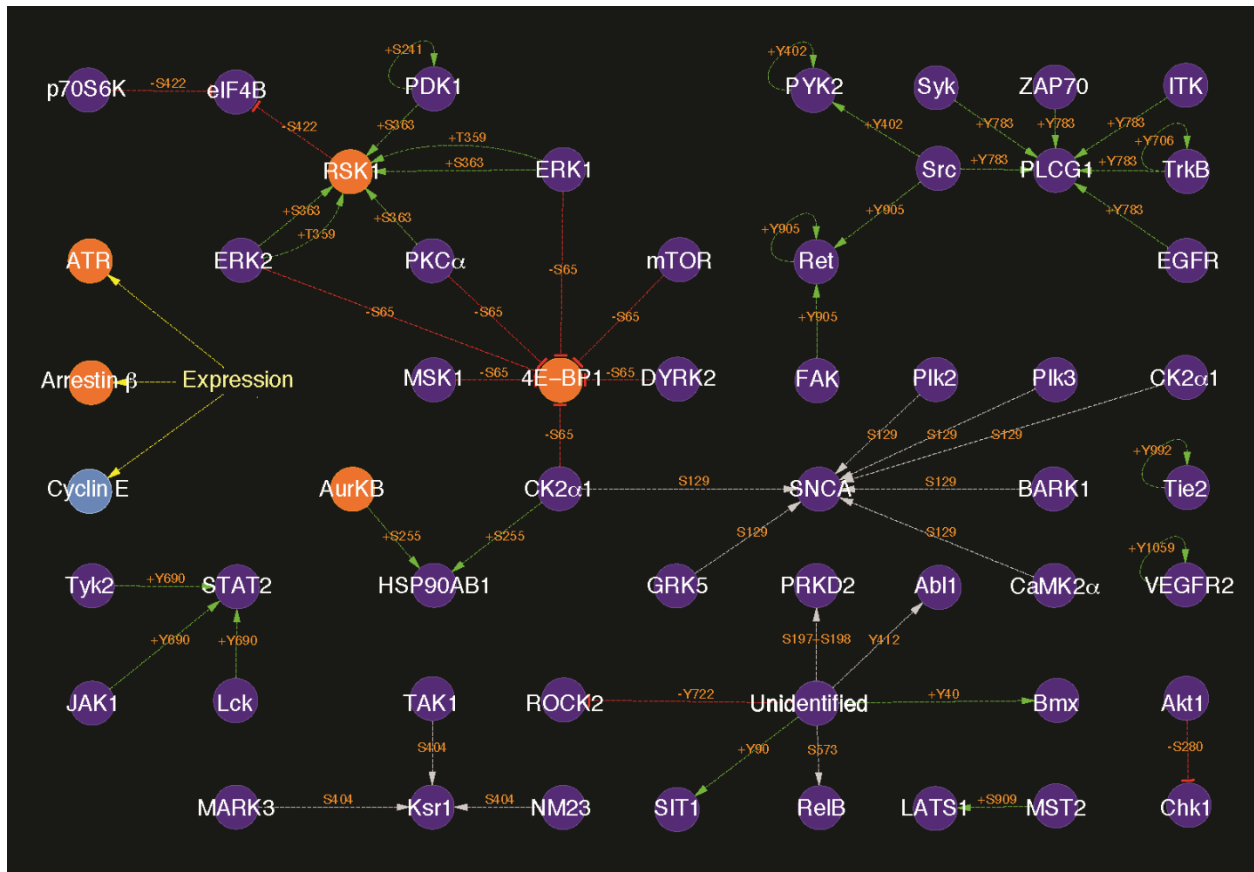 +S241
+Y402
p70S6K
-S422
eIF4B
PDK1
PYK2
Syk
ZAP70
ITK
-S422
+S363
+T359
+Y402
+Y783
+Y783
+Y783
+Y706
RSK1
+S363
ERK1
Src
+Y783
PLCG1
+Y783
TrkB
+S363
+T359
+S363
+Y905
+Y905
+Y783
ATR
ERK2
PKCα
-S65
mTOR
Ret
EGFR
-S65
-S65
-S65
+Y905
Arrestin-β
Expression
MSK1
-S65
4E-BP1
-S65
DYRK2
FAK
Plk2
Plk3
CK2α1
-S65
S129
S129
S129
+Y992
Cyclin E
AurKB
CK2α1
S129
SNCA
S129
BARK1
Tie2
+S255
+S255
S129
S129
+Y1059
Tyk2
+Y690
STAT2
HSP90AB1
GRK5
PRKD2
Abl1
CaMK2α
VEGFR2
+Y690
+Y690
S197-S198
Y412
JAK1
Lck
TAK1
ROCK2
-Y722
Unidentified
+Y40
Bmx
Akt1
S404
+Y90
S573
-S280
MARK3
S404
Ksr1
S404
NM23
SIT1
RelB
LATS1
+S909
MST2
Chk1